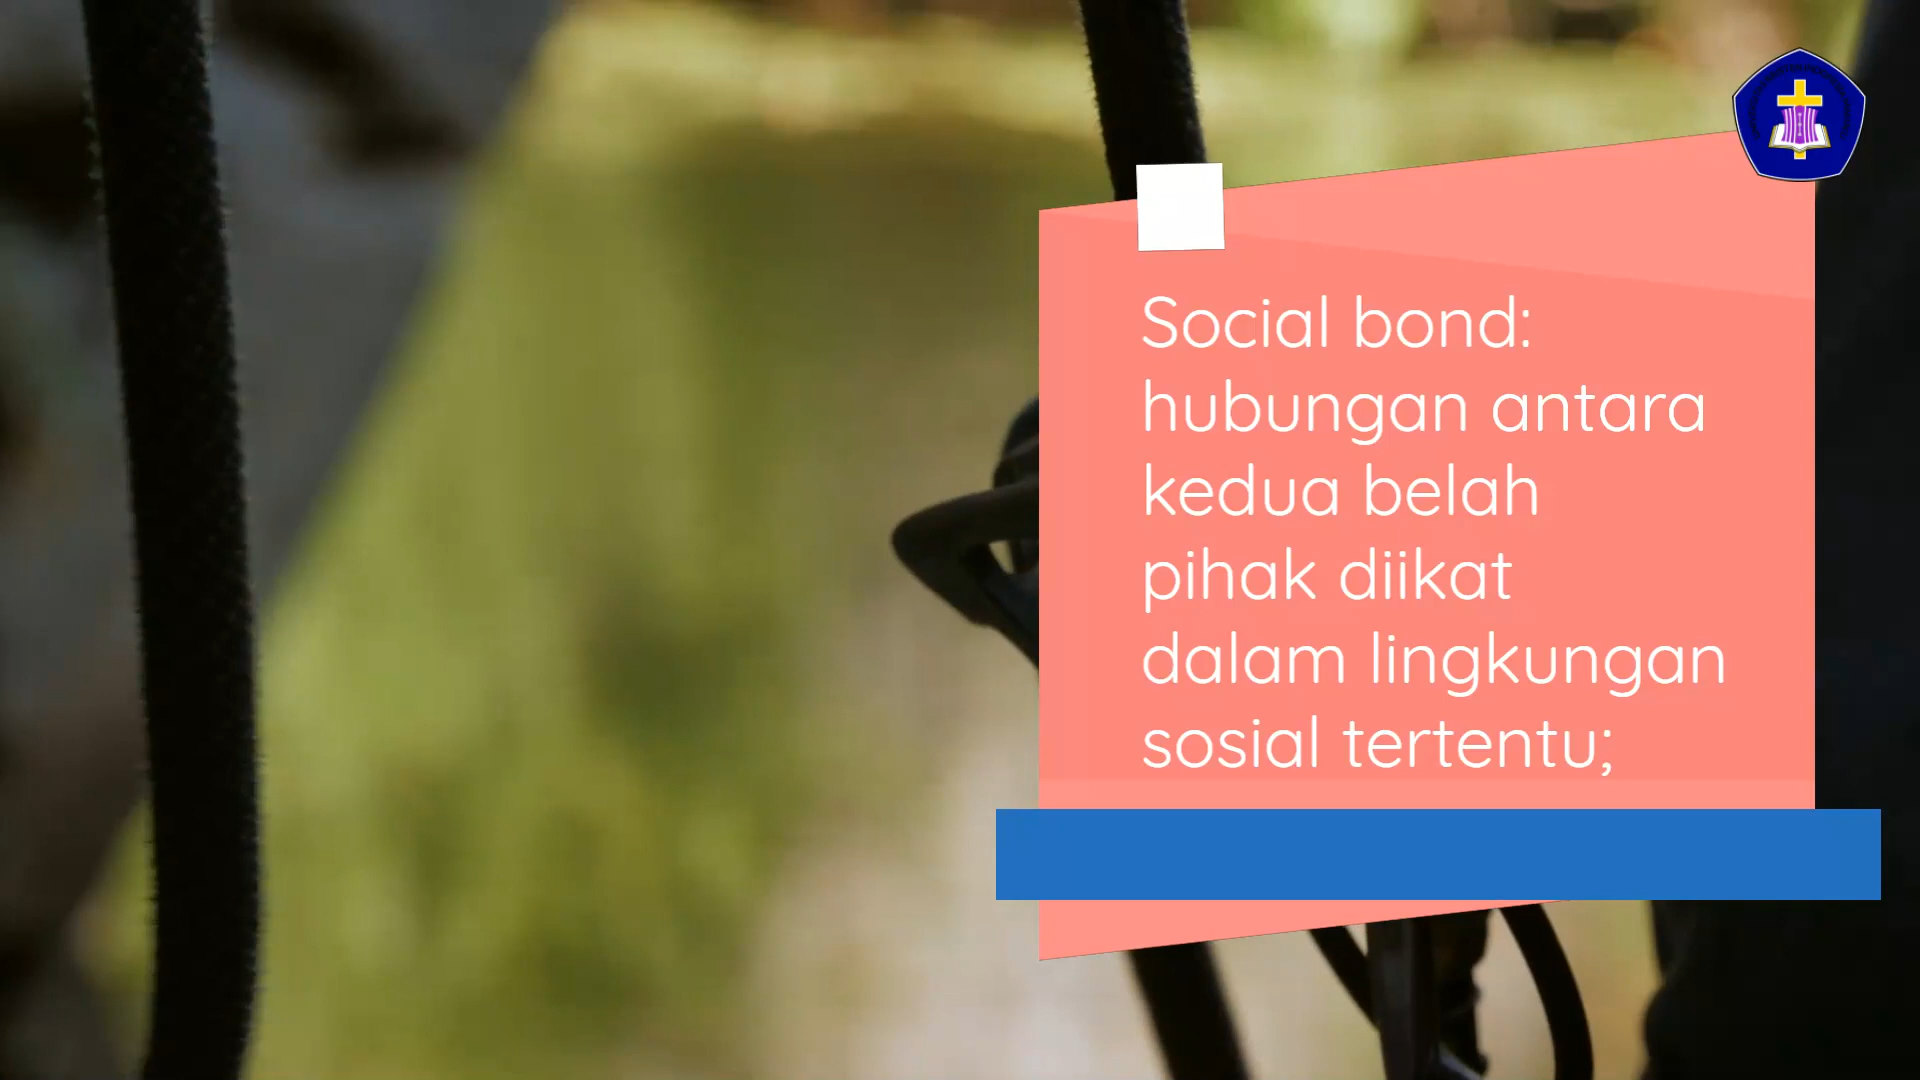 Social bond:
hubungan antara
kedua belah
pihak diikat
dalam lingkungan
sosial tertentu;